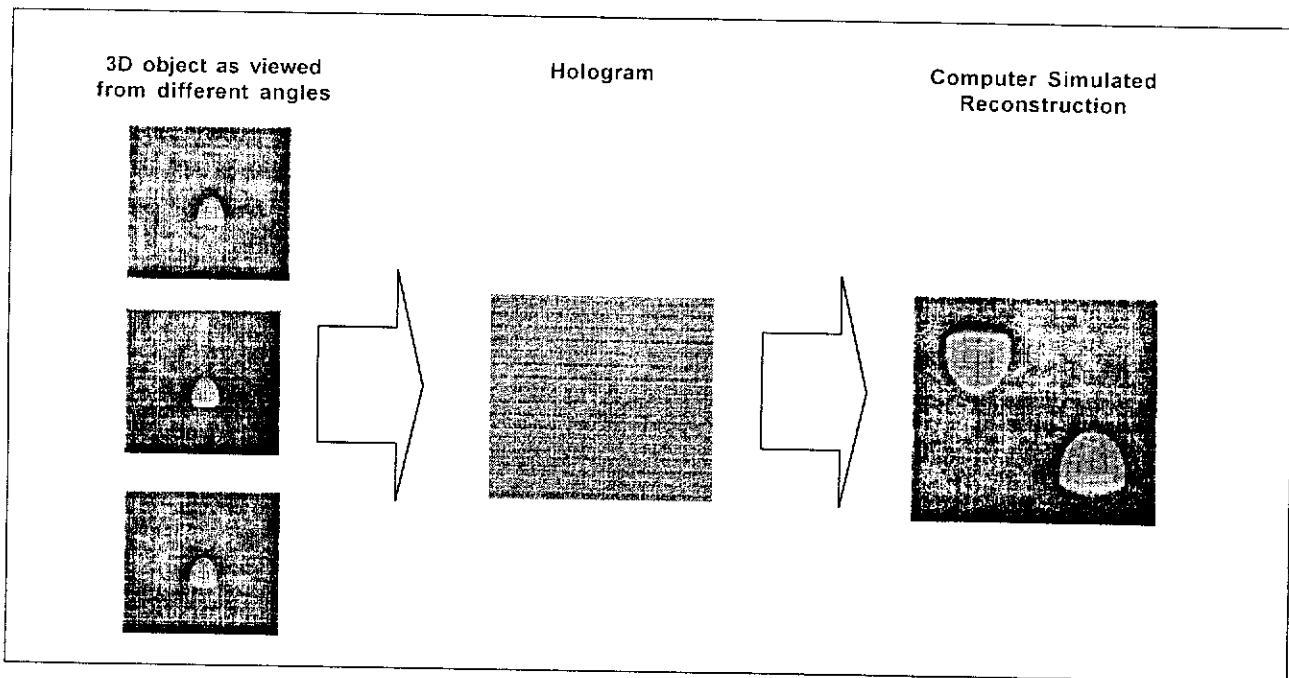 3D object as viewed
from different angles
Hologram
Computer Simulated
Reconstruction